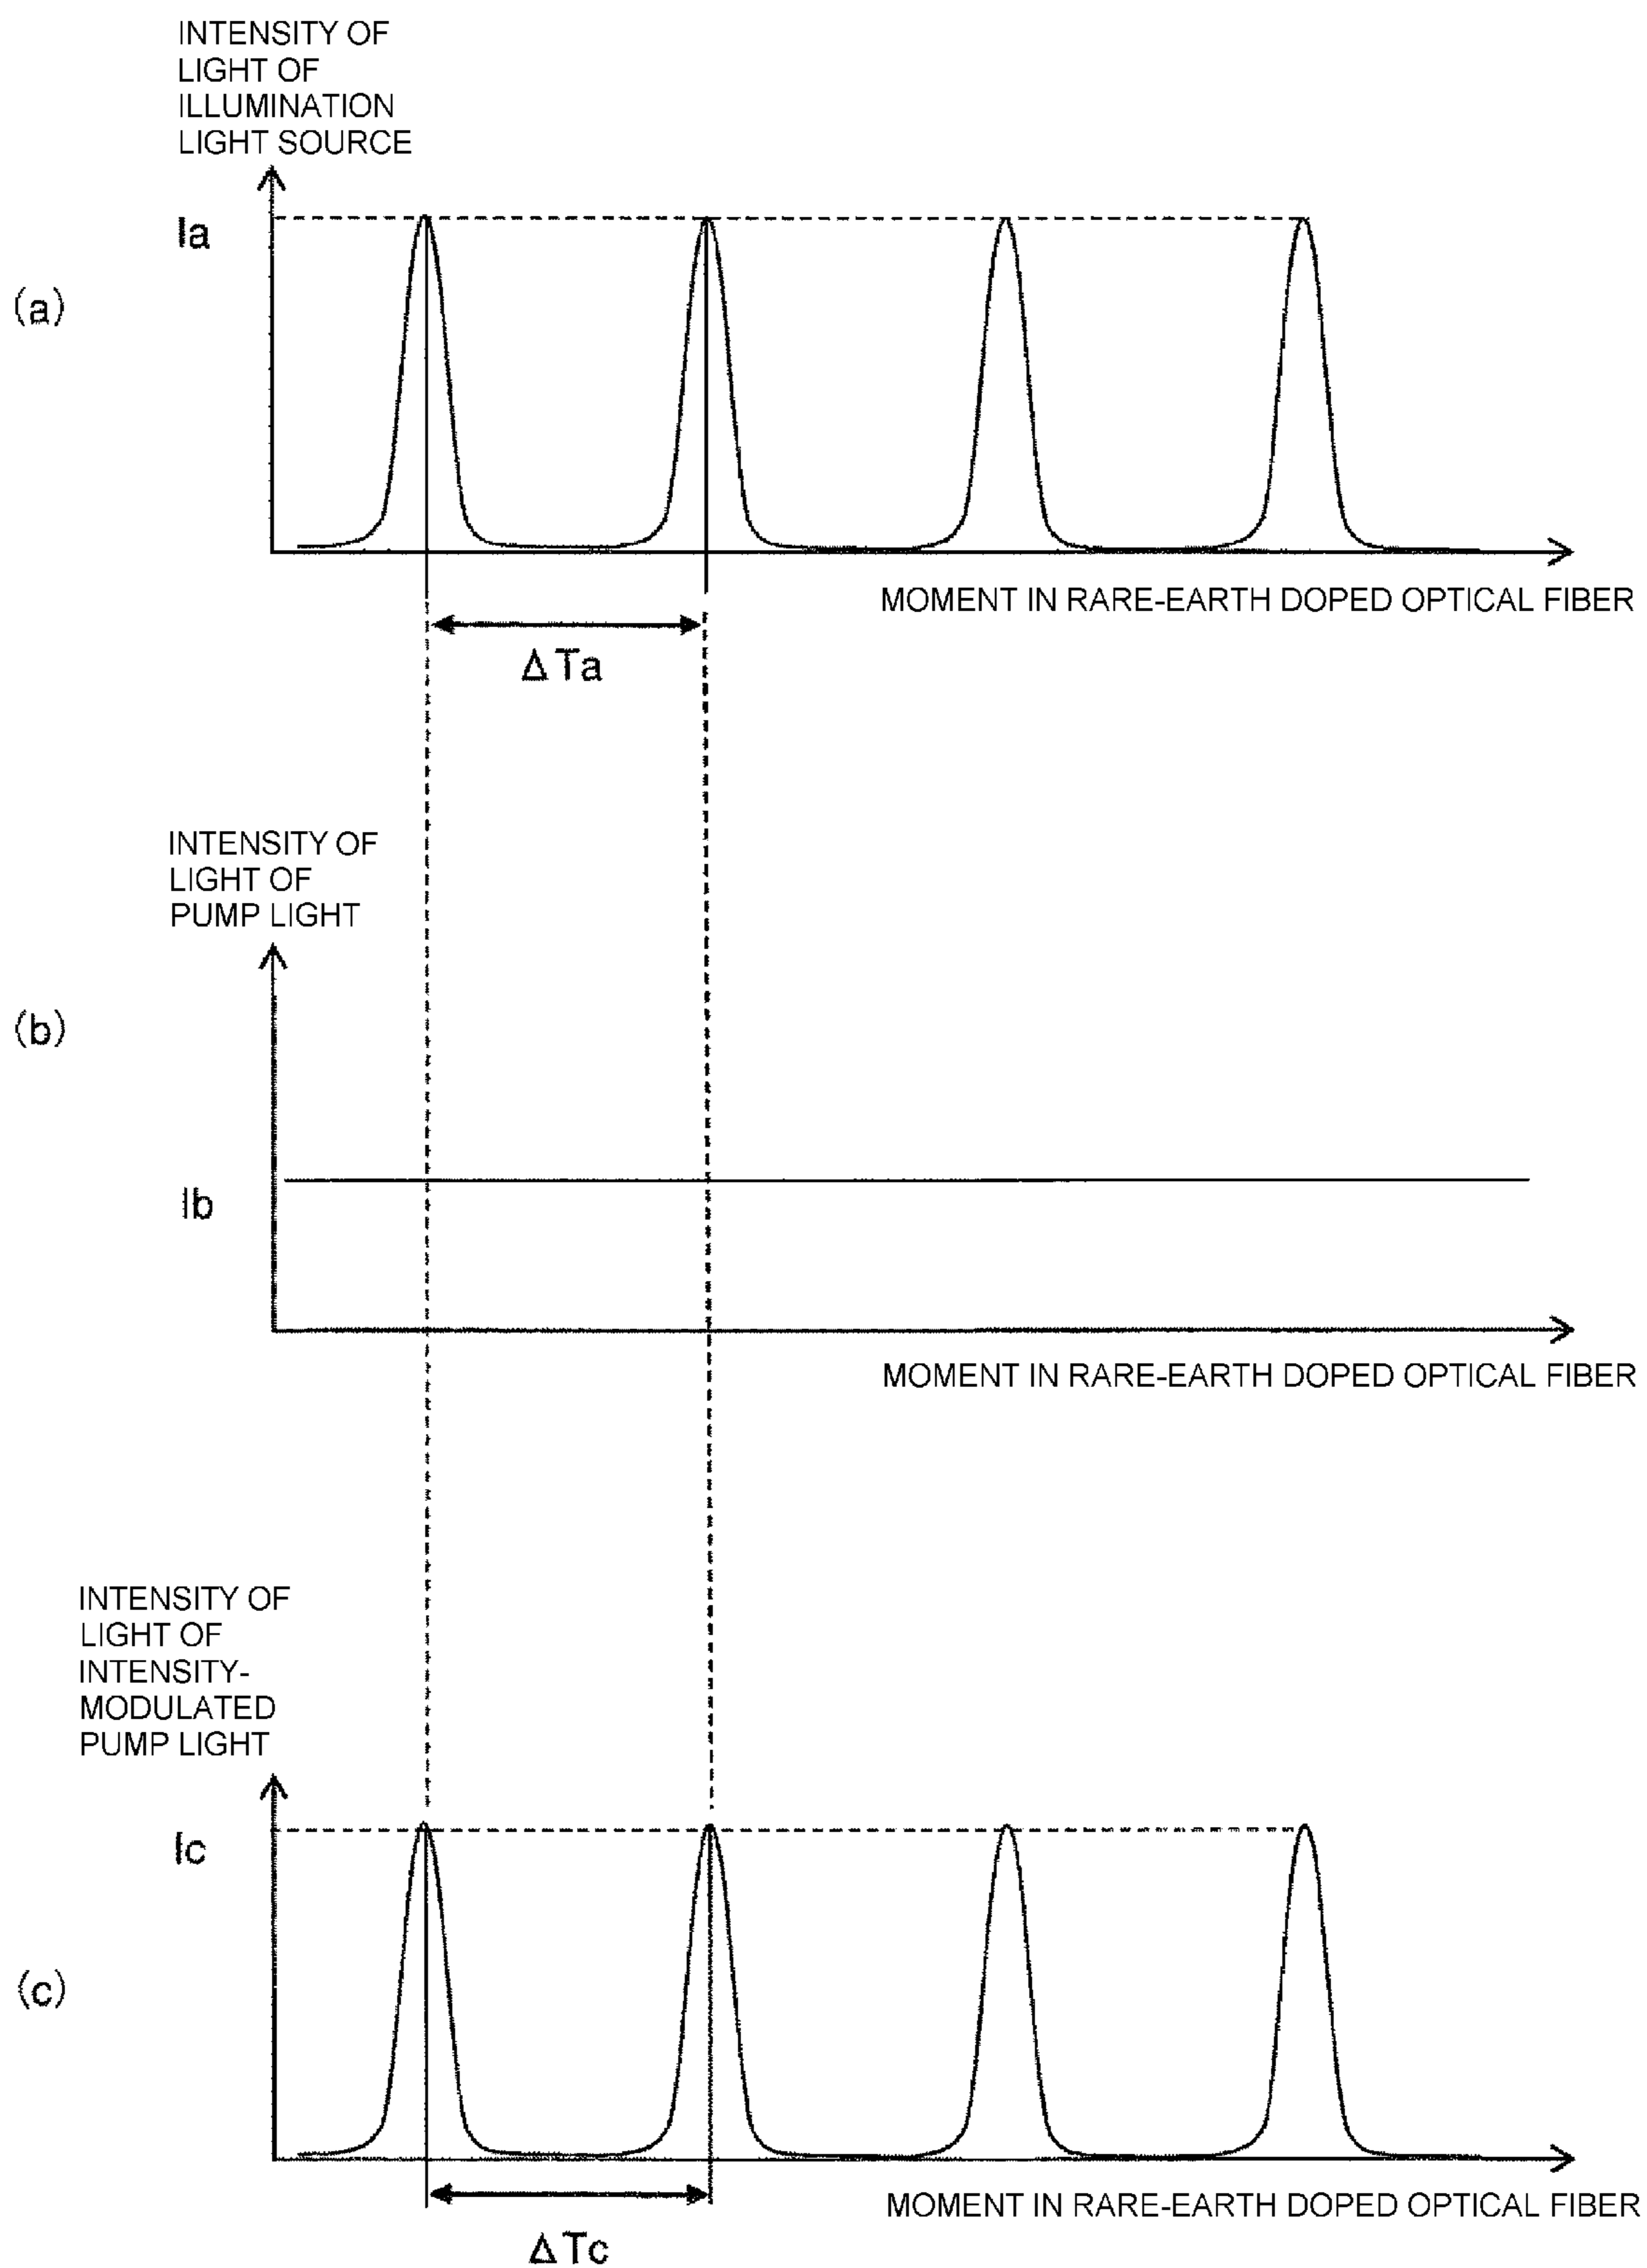 INTENSITY OF
LIGHT OF
ILLUMINATION
LIGHT SOURCE
Ia
(a)
MOMENT IN RARE-EARTH DOPED OPTICAL FIBER
ΔTa
INTENSITY OF
LIGHT OF
PUMP LIGHT
(b)
Ib
MOMENT IN RARE-EARTH DOPED OPTICAL FIBER
INTENSITY OF
LIGHT OF
INTENSITY-
MODULATED
PUMP LIGHT
Ic
(c)
MOMENT IN RARE-EARTH DOPED OPTICAL FIBER
ΔTc